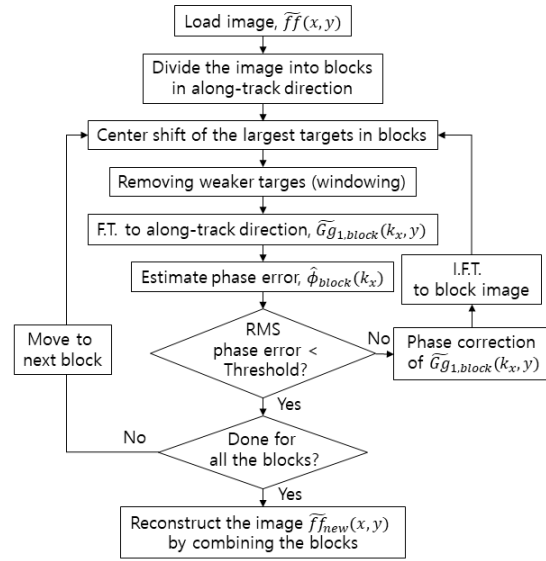 Load image, f̃f(x, y)
Divide the image into blocks
in along-track direction
Center shift of the largest targets in blocks
Removing weaker targes (windowing)
F.T. to along-track direction, G̃g₁,block(kₓ, y)
Estimate phase error, ϕ̂block(kₓ)
I.F.T.
to block image
RMS
phase error <
Threshold?
No
Phase correction
of G̃g₁,block(kₓ, y)
Move to
next block
Yes
No
Done for
all the blocks?
Yes
Reconstruct the image f̃fnew(x, y)
by combining the blocks